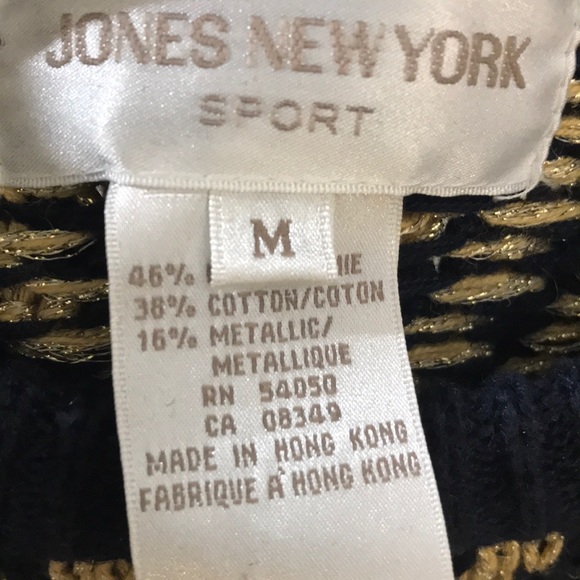 JONES NEW YORK
SPORT
M
46%
38% COTTON/COTON
16% METALLIC/
METALLIQUE
RN 54050
CA 08349
MADE IN HONG KONG
FABRIQUE À HONG KONG